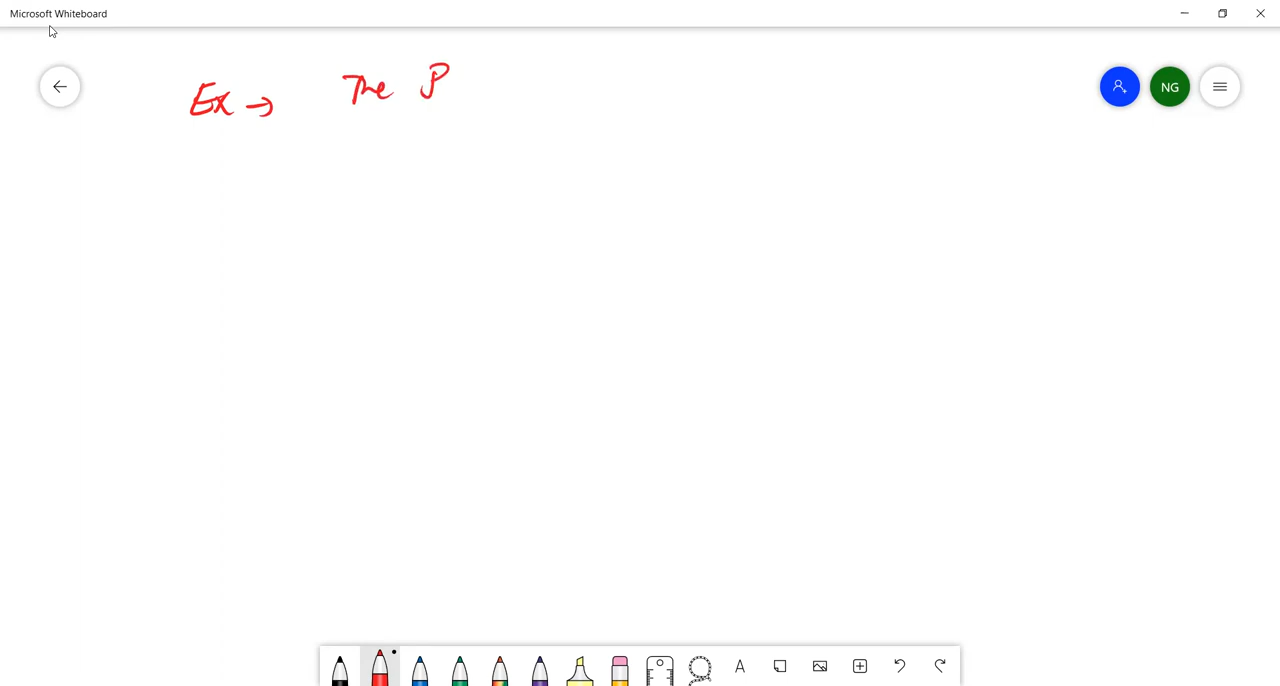 Microsoft Whiteboard
Ex → The P
NG
A